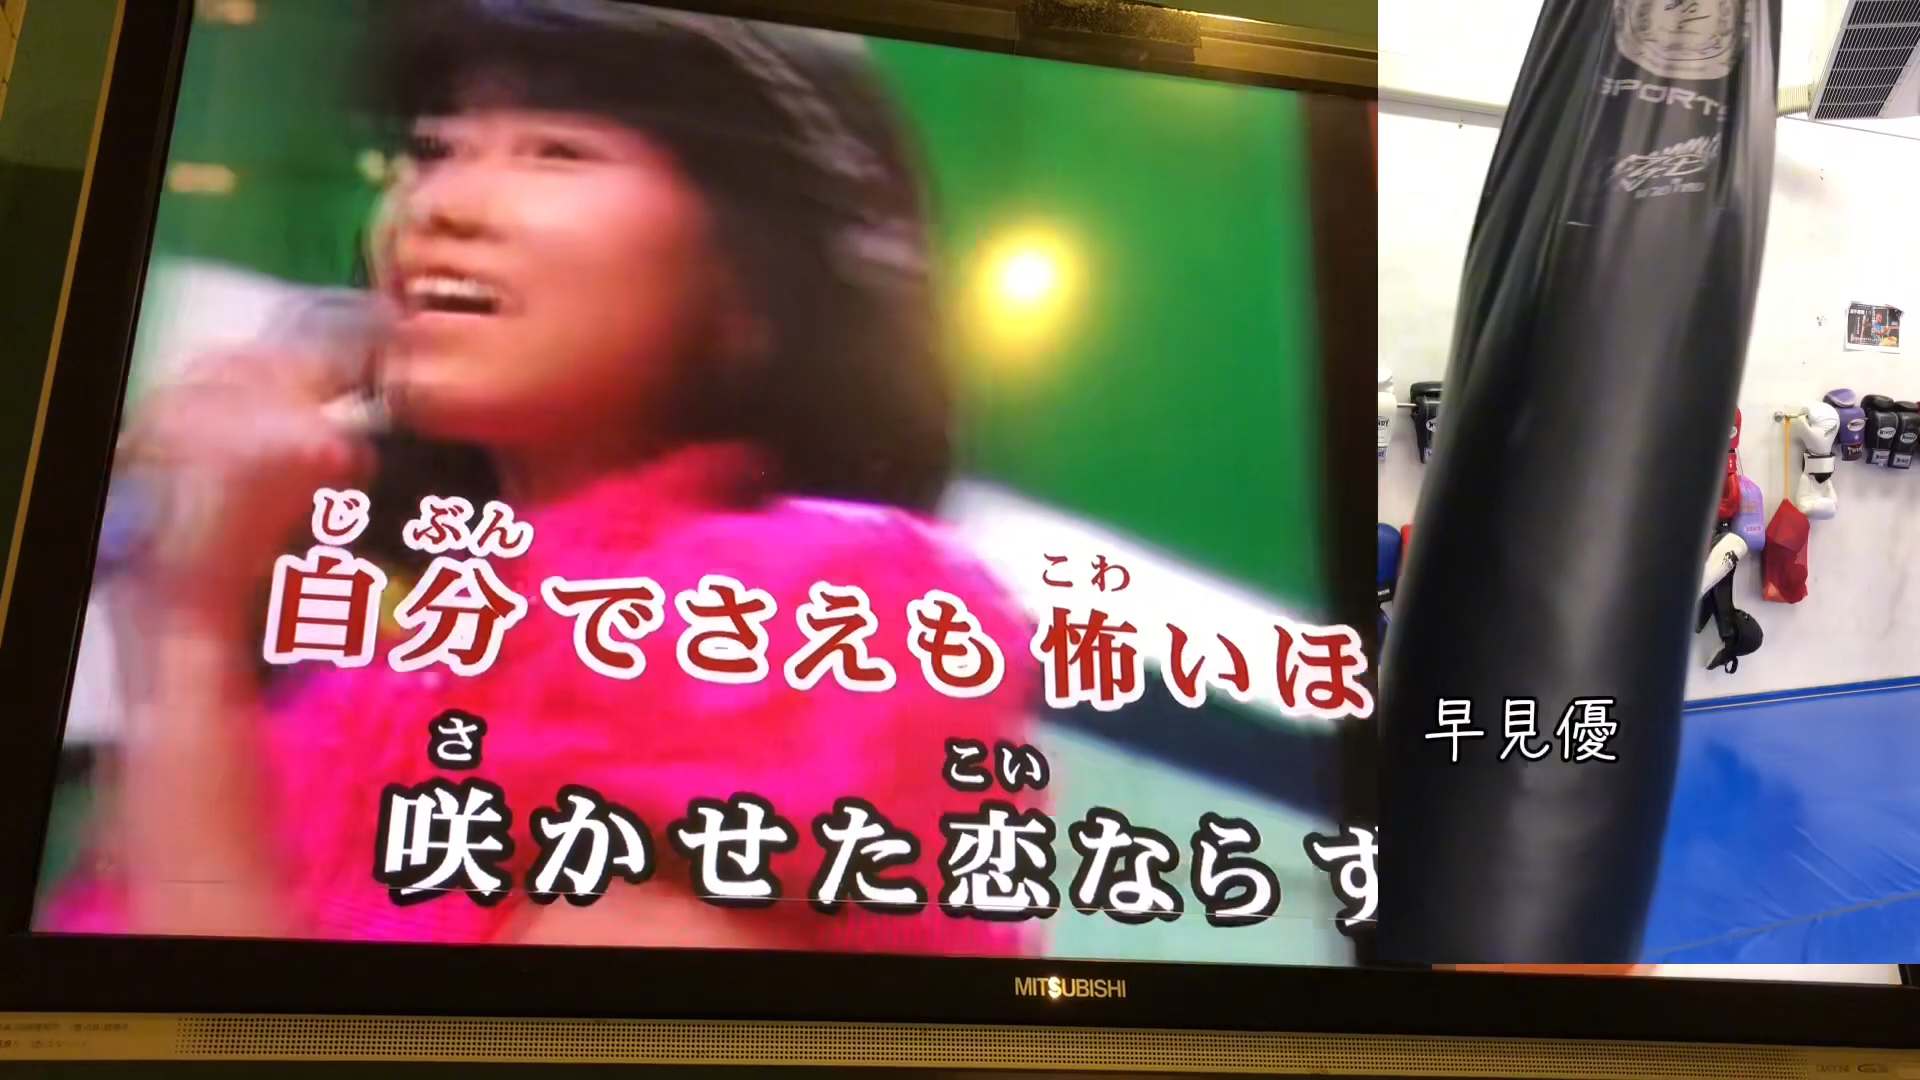 じぶん
自分でさえも
こわ
怖いほ
さ
こい
咲かせた恋なら す
MITSUBISHI
SPORTS
早見優